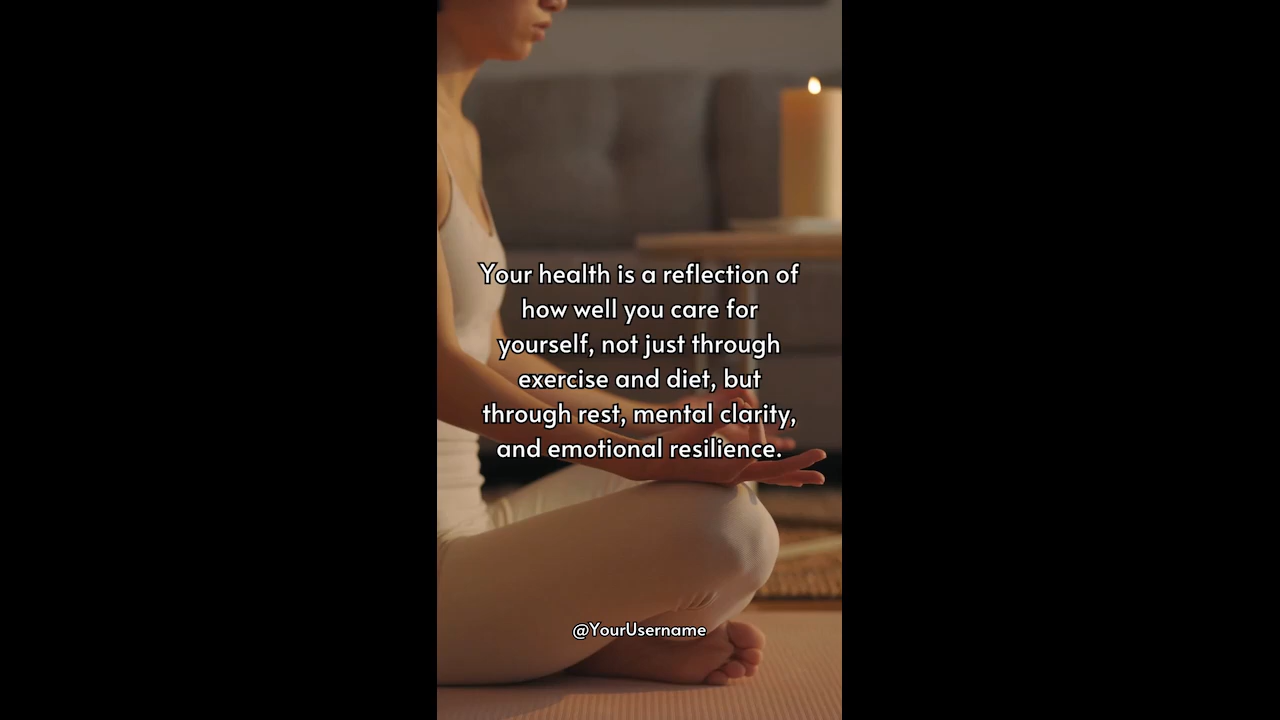 Your health is a reflection of
how well you care for
yourself, not just through
exercise and diet, but
through rest, mental clarity,
and emotional resilience.
@YourUsername